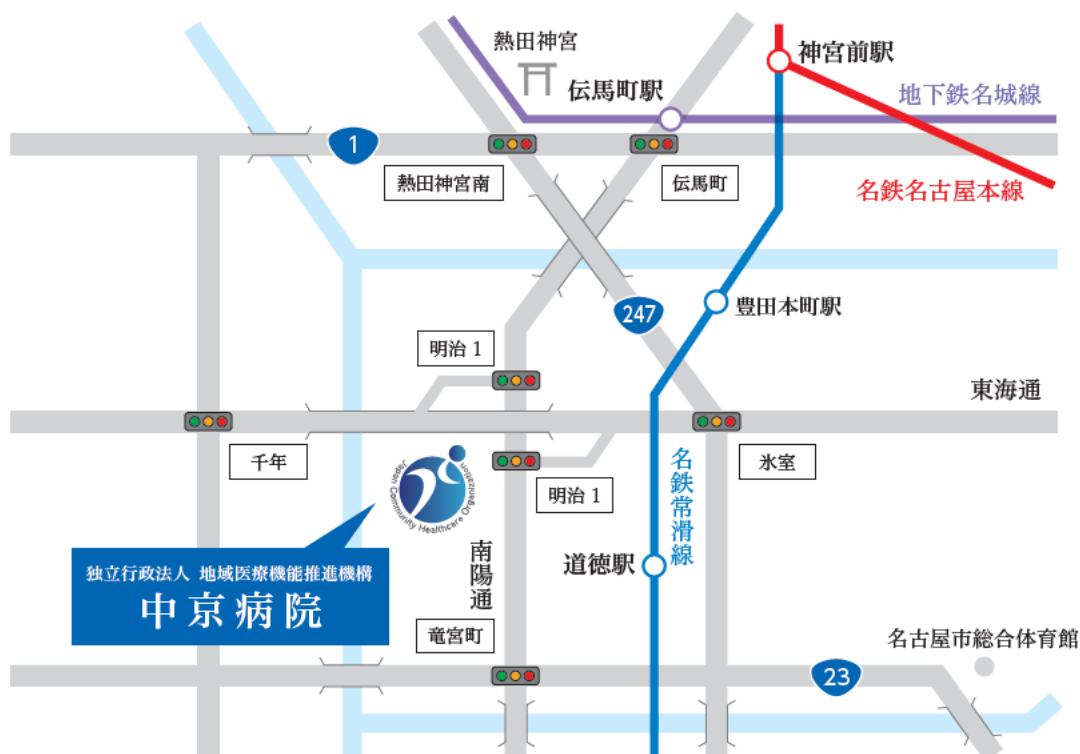 熱田神宮
神宮前駅
伝馬町駅
地下鉄名城線
1
熱田神宮南
伝馬町
名鉄名古屋本線
247
豊田本町駅
明治 1
東海通
千年
氷室
明治 1
Japan Community Healthcare Organization
名鉄常滑線
南陽通
道徳駅
独立行政法人 地域医療機能推進機構
中京病院
竜宮町
名古屋市総合体育館
23